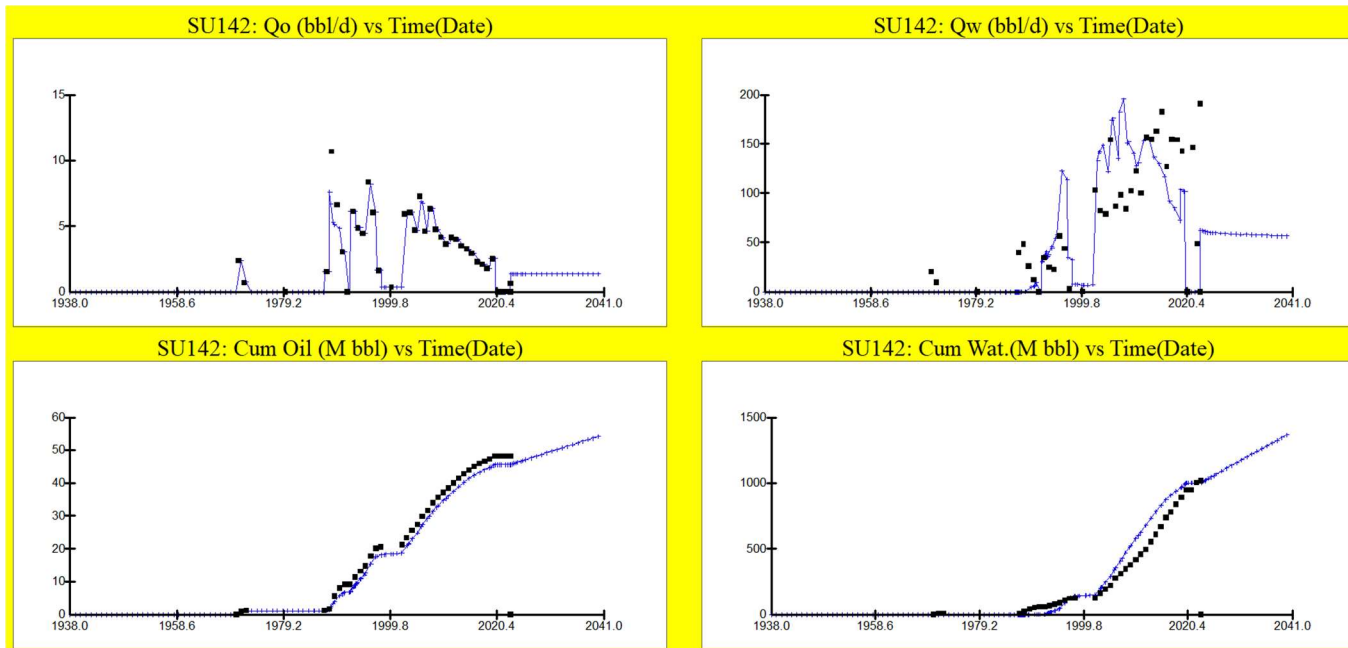 SU142: Qo (bbl/d) vs Time(Date)
15
10
5
0
1938.0 1958.6 1979.2 1999.8 2020.4 2041.0
SU142: Qw (bbl/d) vs Time(Date)
200
150
100
50
0
1938.0 1958.6 1979.2 1999.8 2020.4 2041.0
SU142: Cum Oil (M bbl) vs Time(Date)
60
50
40
30
20
10
0
1938.0 1958.6 1979.2 1999.8 2020.4 2041.0
SU142: Cum Wat.(M bbl) vs Time(Date)
1500
1000
500
0
1938.0 1958.6 1979.2 1999.8 2020.4 2041.0